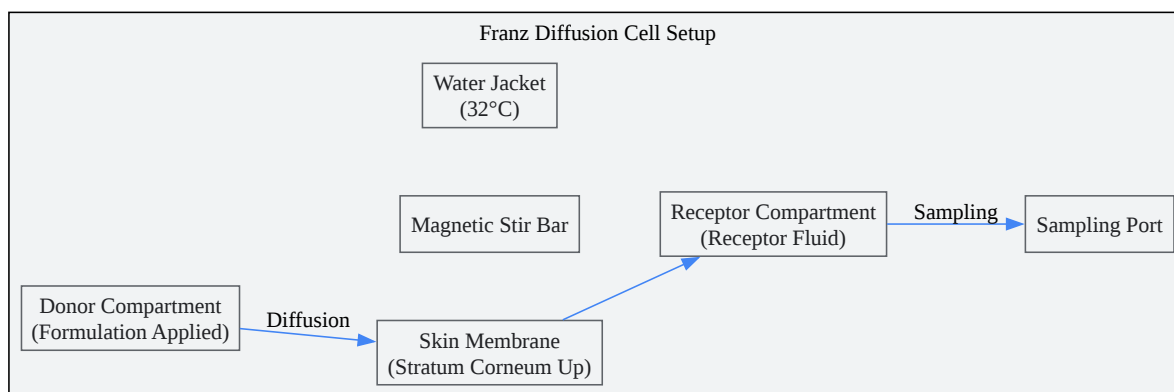 Franz Diffusion Cell Setup
Water Jacket
(32°C)
Magnetic Stir Bar
Receptor Compartment
(Receptor Fluid)
Sampling
Sampling Port
Donor Compartment
(Formulation Applied)
Diffusion
Skin Membrane
(Stratum Corneum Up)